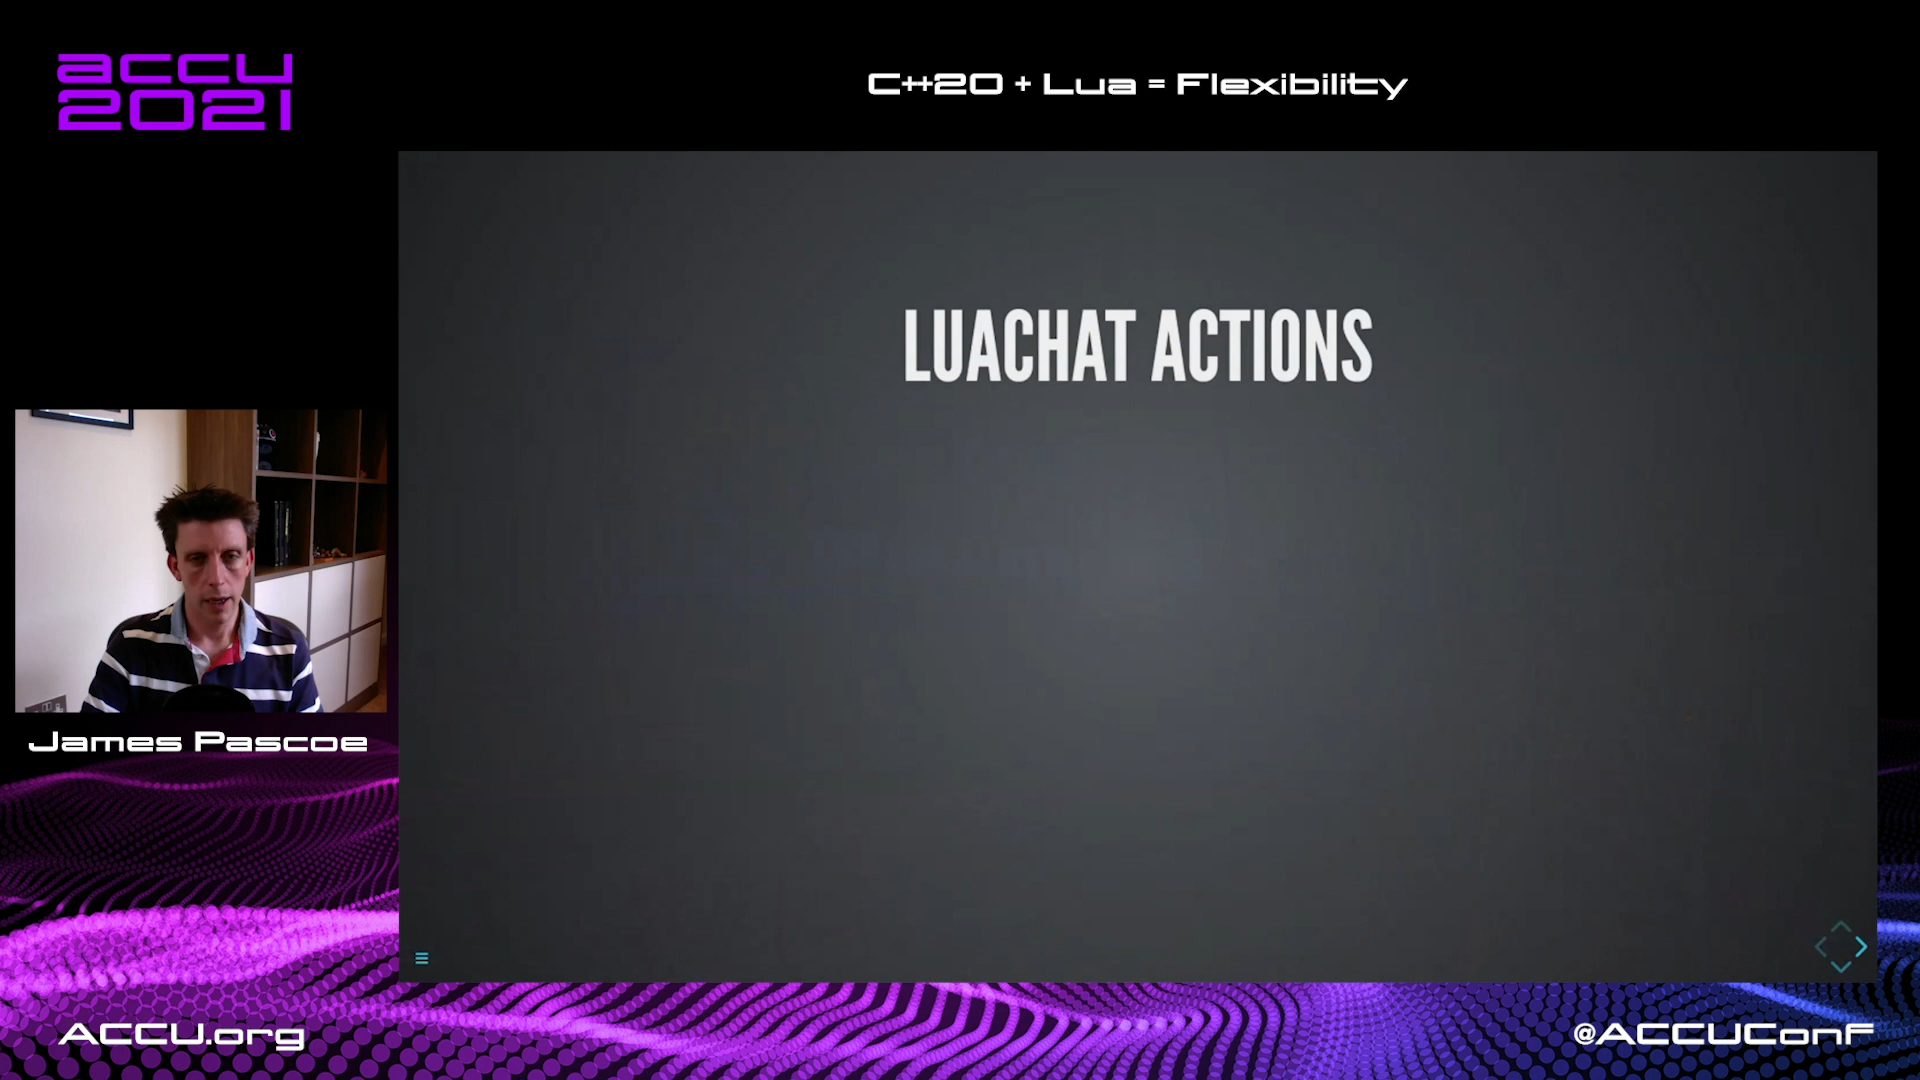 accu
2021
C++20 + Lua = Flexibility
LUACHAT ACTIONS
James Pascoe
ACCU.org
@ACCUConf